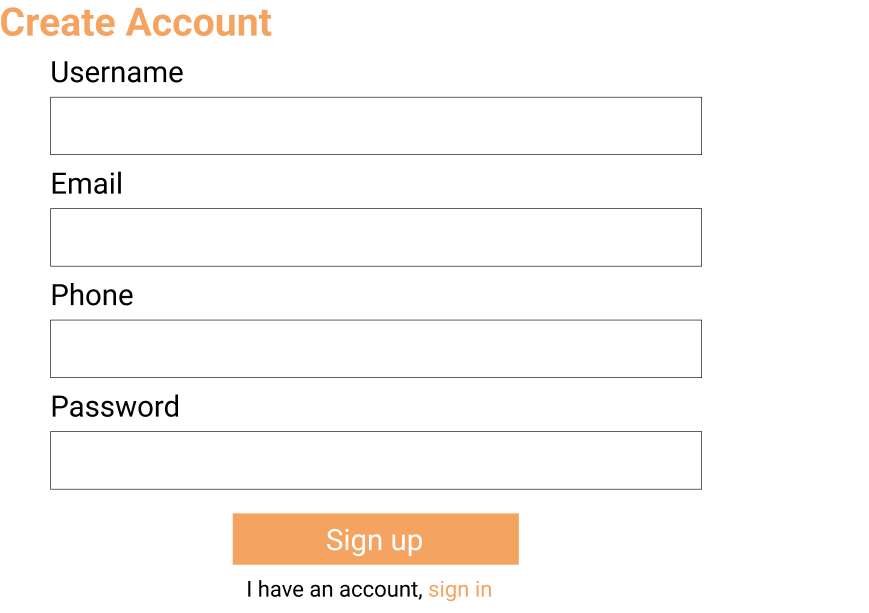 Create Account
Username
Email
Phone
Password
Sign up
I have an account, sign in